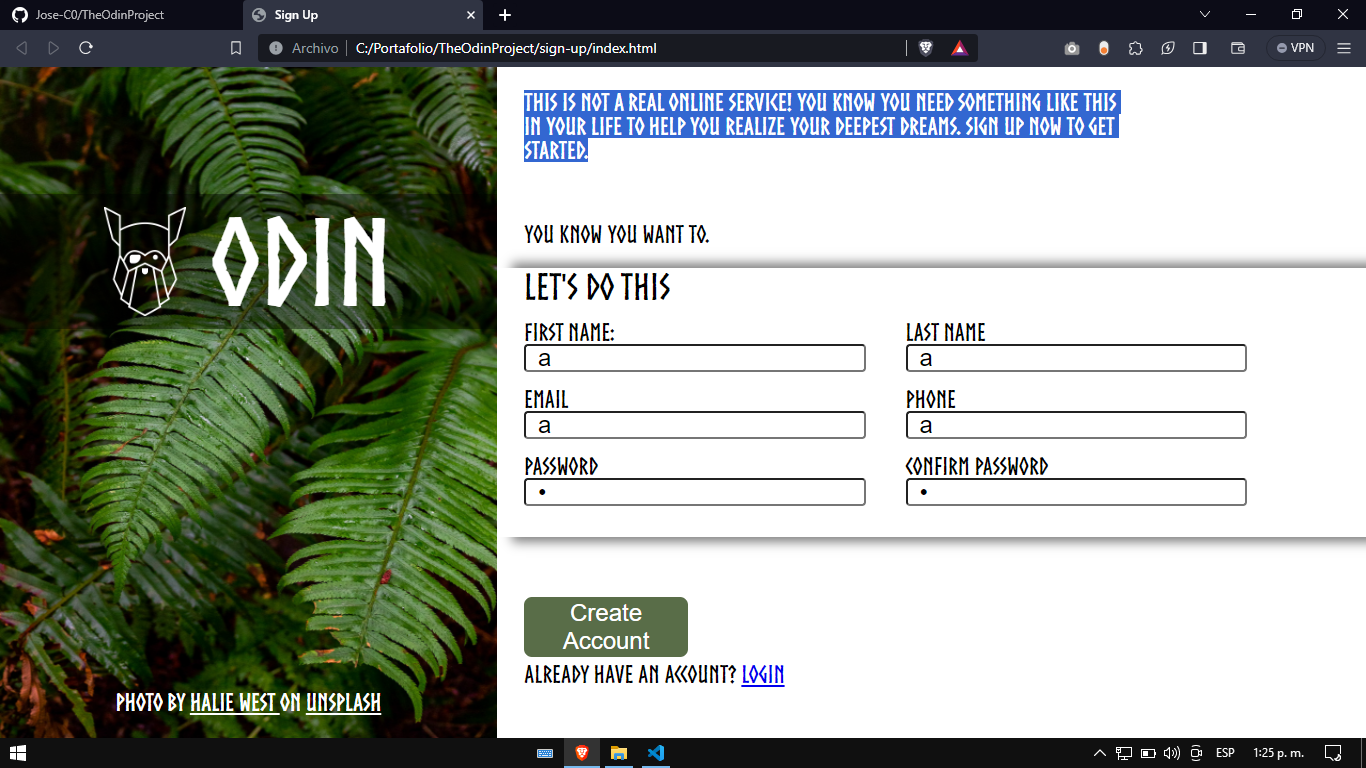 Jose-C0/TheOdinProject
Sign Up
Archivo
C:/Portafolio/TheOdinProject/sign-up/index.html
VPN
ODIN
PHOTO BY HALIE WEST ON UNSPLASH
THIS IS NOT A REAL ONLINE SERVICE! YOU KNOW YOU NEED SOMETHING LIKE THIS
IN YOUR LIFE TO HELP YOU REALIZE YOUR DEEPEST DREAMS. SIGN UP NOW TO GET
STARTED.
YOU KNOW YOU WANT TO.
LET'S DO THIS
FIRST NAME:
LAST NAME
a
a
EMAIL
PHONE
a
a
PASSWORD
CONFIRM PASSWORD
•
•
Create
Account
ALREADY HAVE AN ACCOUNT? LOGIN
ESP
1:25 p. m.